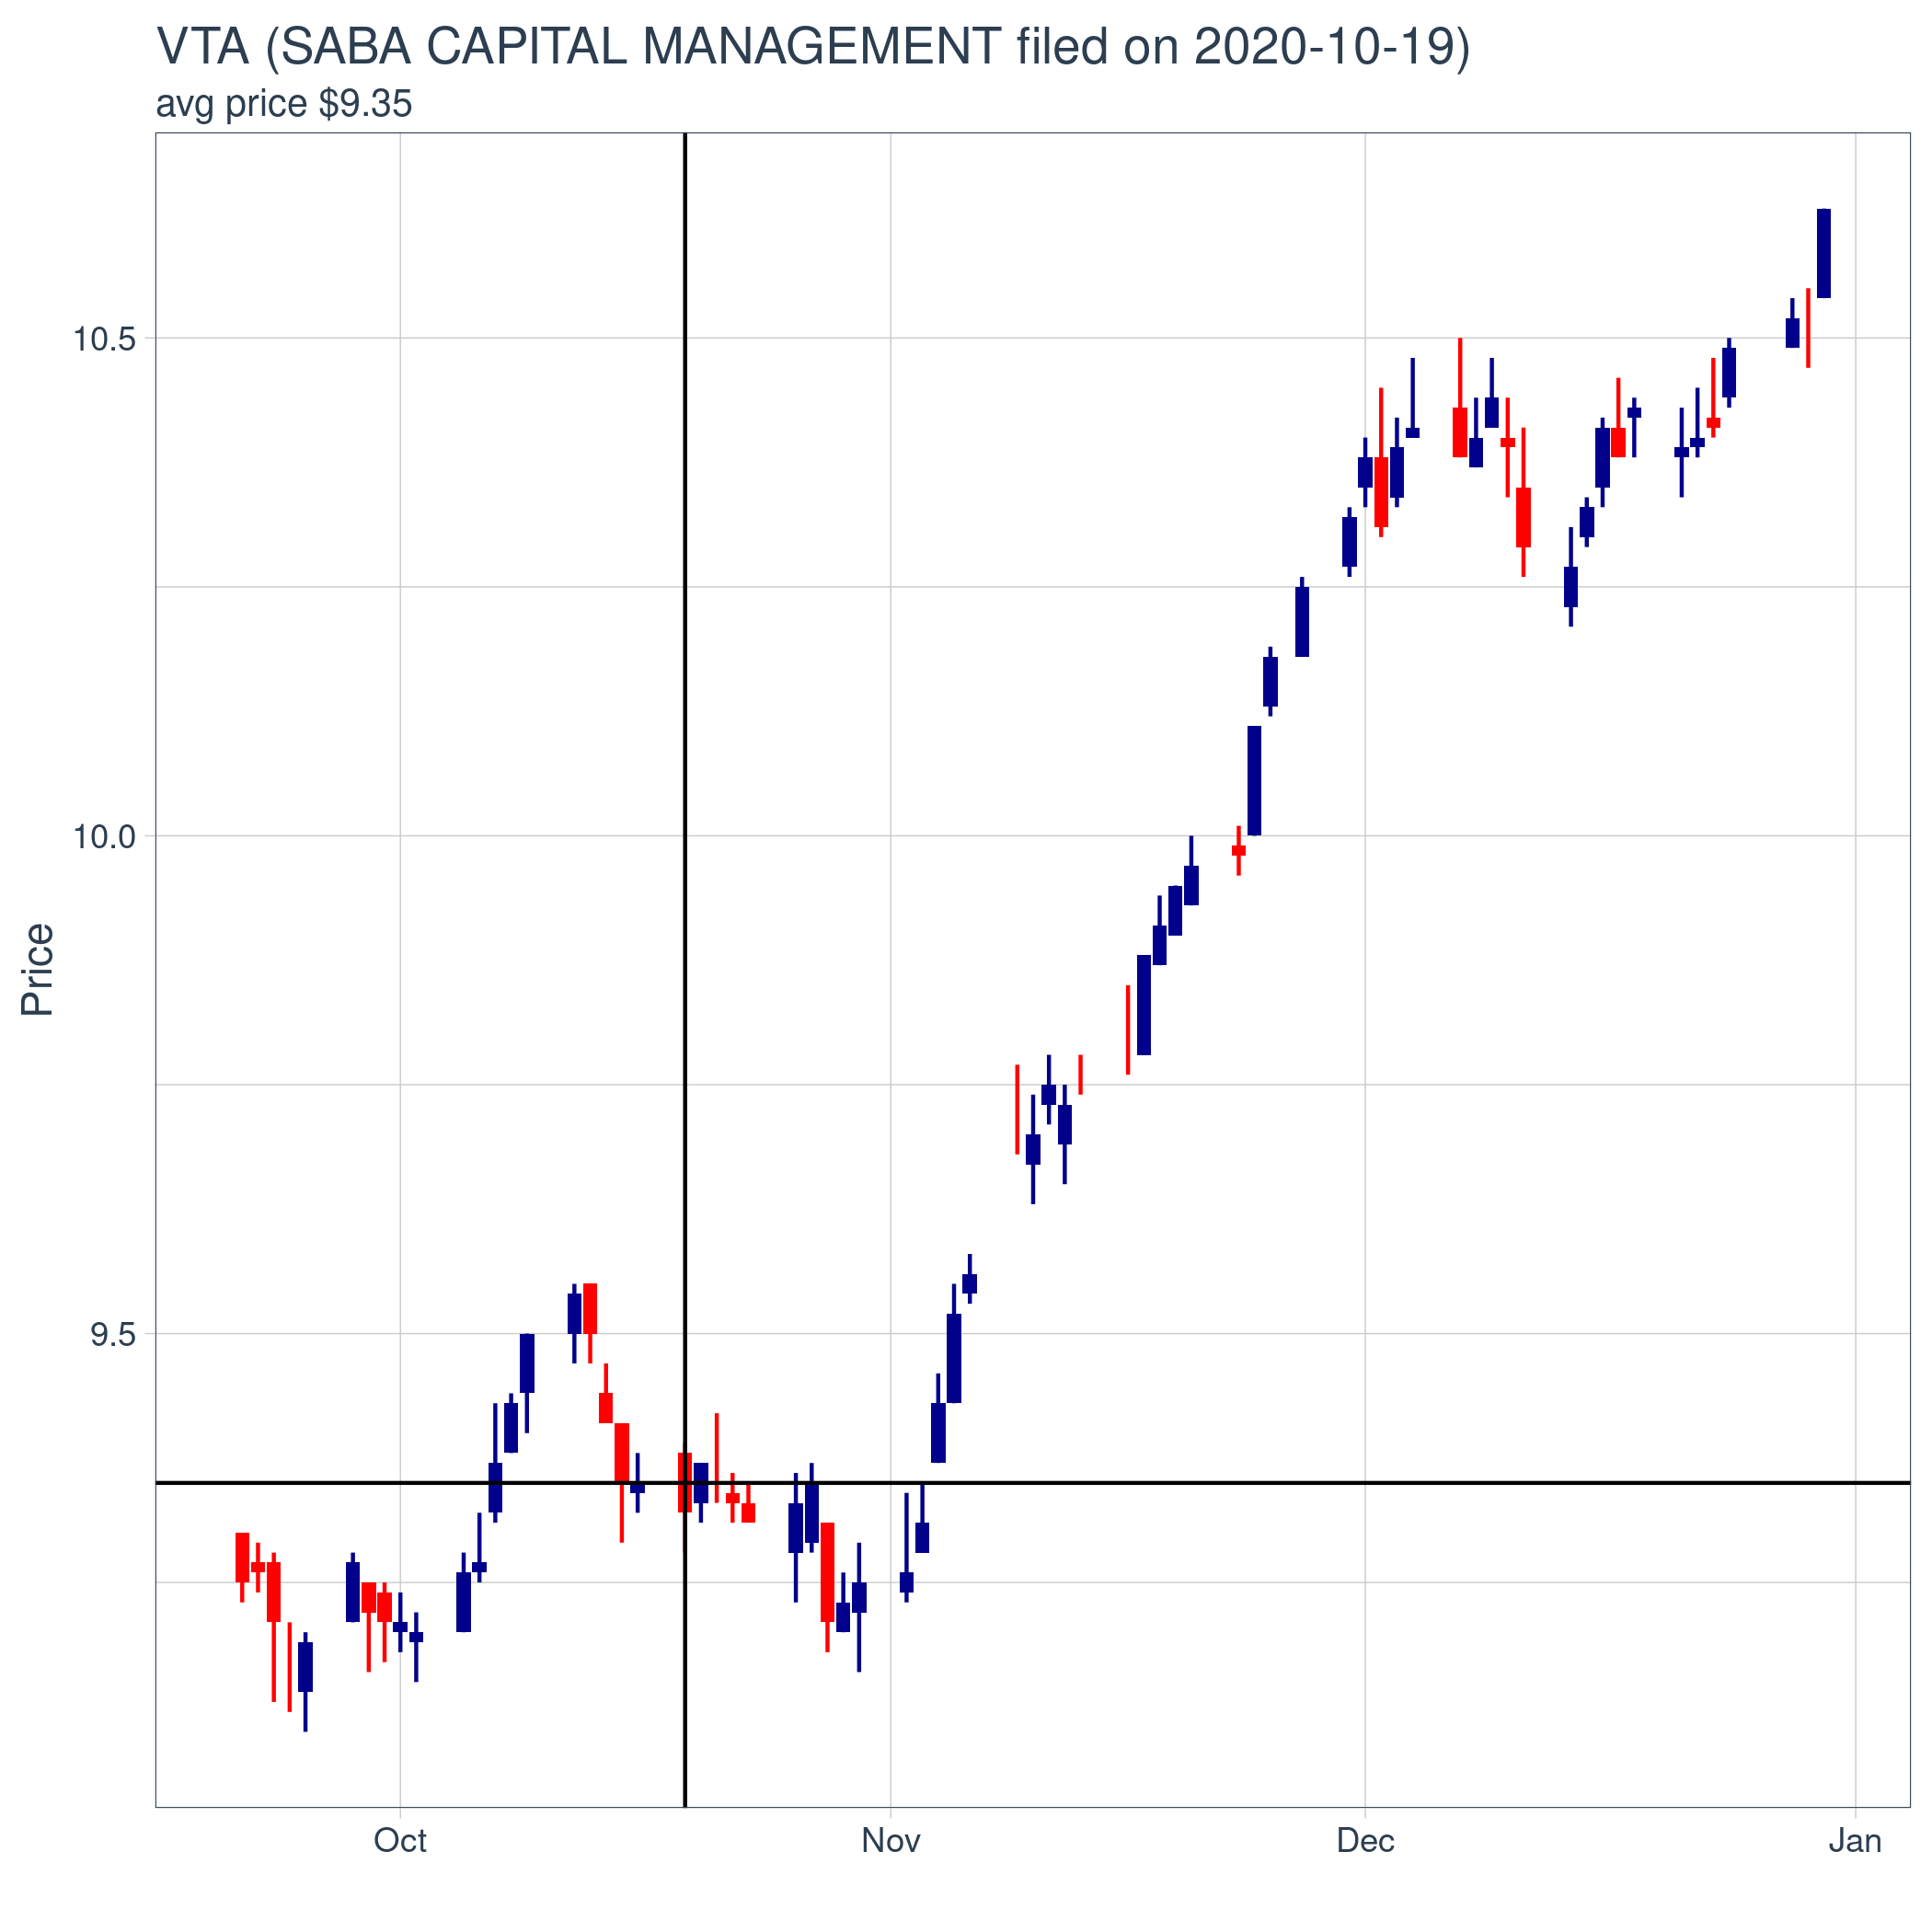 VTA (SABA CAPITAL MANAGEMENT filed on 2020-10-19)
avg price $9.35
10.5
10.0
9.5
Price
Oct Nov Dec Jan